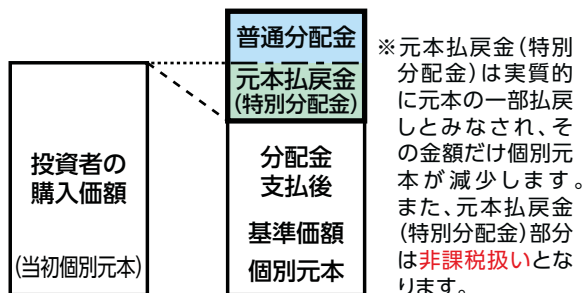 普通分配金
元本払戻金
(特別分配金)
投資者の
購入価額
(当初個別元本)
分配金
支払後
基準価額
個別元本
※元本払戻金(特別
分配金)は実質的
に元本の一部払戻
しとみなされ、そ
の金額だけ個別元
本が減少します。
また、元本払戻金
(特別分配金)部分
は非課税扱いとな
ります。